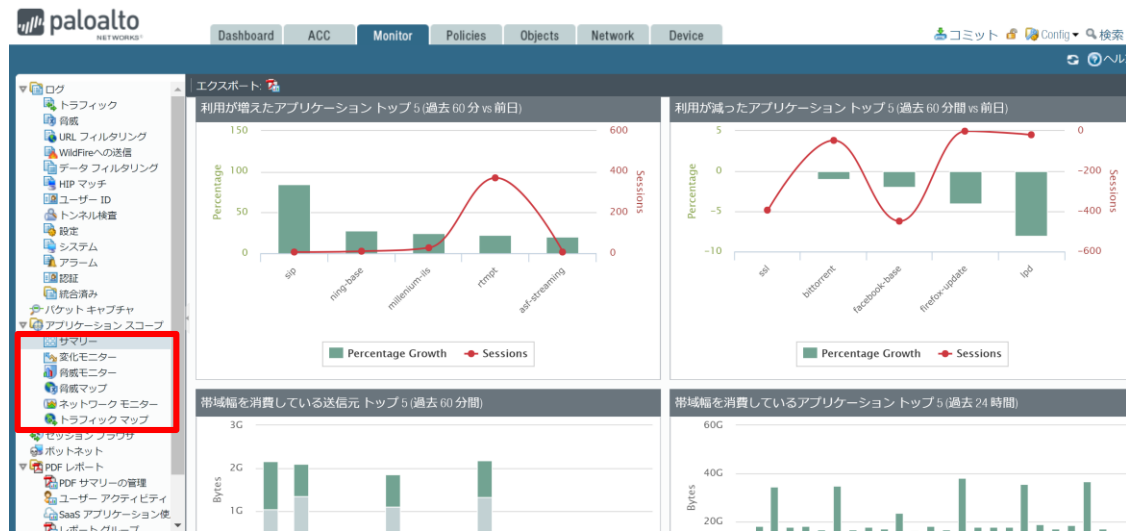 paloalto
NETWORKS®
Dashboard ACC Monitor Policies Objects Network Device
コミット Config 検索
ヘル
ログ
トラフィック
脅威
URL フィルタリング
WildFireへの送信
データ フィルタリング
HIP マッチ
ユーザー ID
トンネル検査
設定
システム
アラーム
認証
統合済み
パケット キャプチャ
アプリケーション スコープ
サマリー
変化モニター
脅威モニター
脅威マップ
ネットワーク モニター
トラフィック マップ
セッション ブラウザ
ボットネット
PDF レポート
PDF サマリーの管理
ユーザー アクティビティ
SaaS アプリケーション使
レポート グループ
エクスポート:
利用が増えたアプリケーション トップ 5 (過去 60 分 vs 前日)
150 600
100 400
50 200
0 0
Percentage
Sessions
sip ning-base millenium-ils rtmpt asf-streaming
Percentage Growth Sessions
利用が減ったアプリケーション トップ 5 (過去 60 分間 vs 前日)
5 0
0 -200
-5 -400
-10 -600
Percentage
Sessions
ssl bittorrent facebook-base firefox-update lpd
Percentage Growth Sessions
帯域幅を消費している送信元 トップ 5 (過去 60 分間)
3G
2G
1G
Bytes
帯域幅を消費しているアプリケーション トップ 5 (過去 24 時間)
60G
40G
20G
Bytes